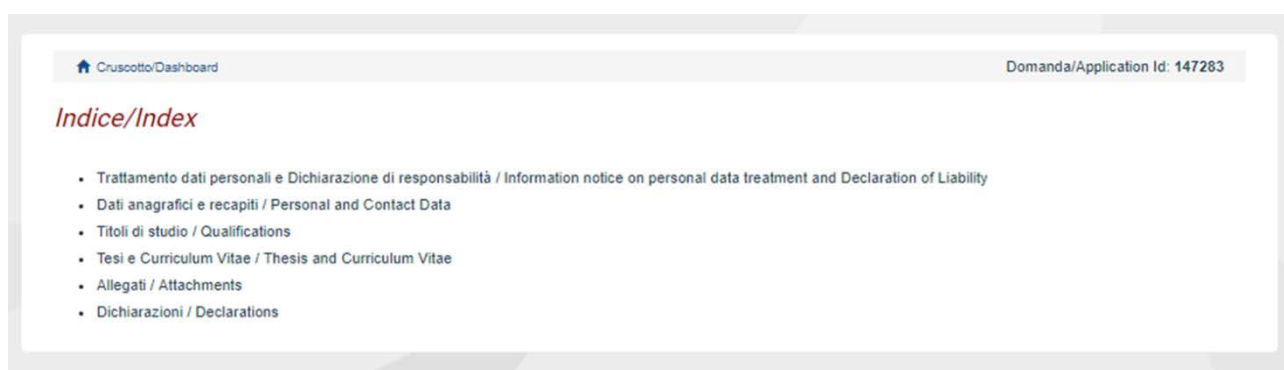 Cruscotto/Dashboard
Domanda/Application Id: 147283
Indice/Index
Trattamento dati personali e Dichiarazione di responsabilità / Information notice on personal data treatment and Declaration of Liability
Dati anagrafici e recapiti / Personal and Contact Data
Titoli di studio / Qualifications
Tesi e Curriculum Vitae / Thesis and Curriculum Vitae
Allegati / Attachments
Dichiarazioni / Declarations